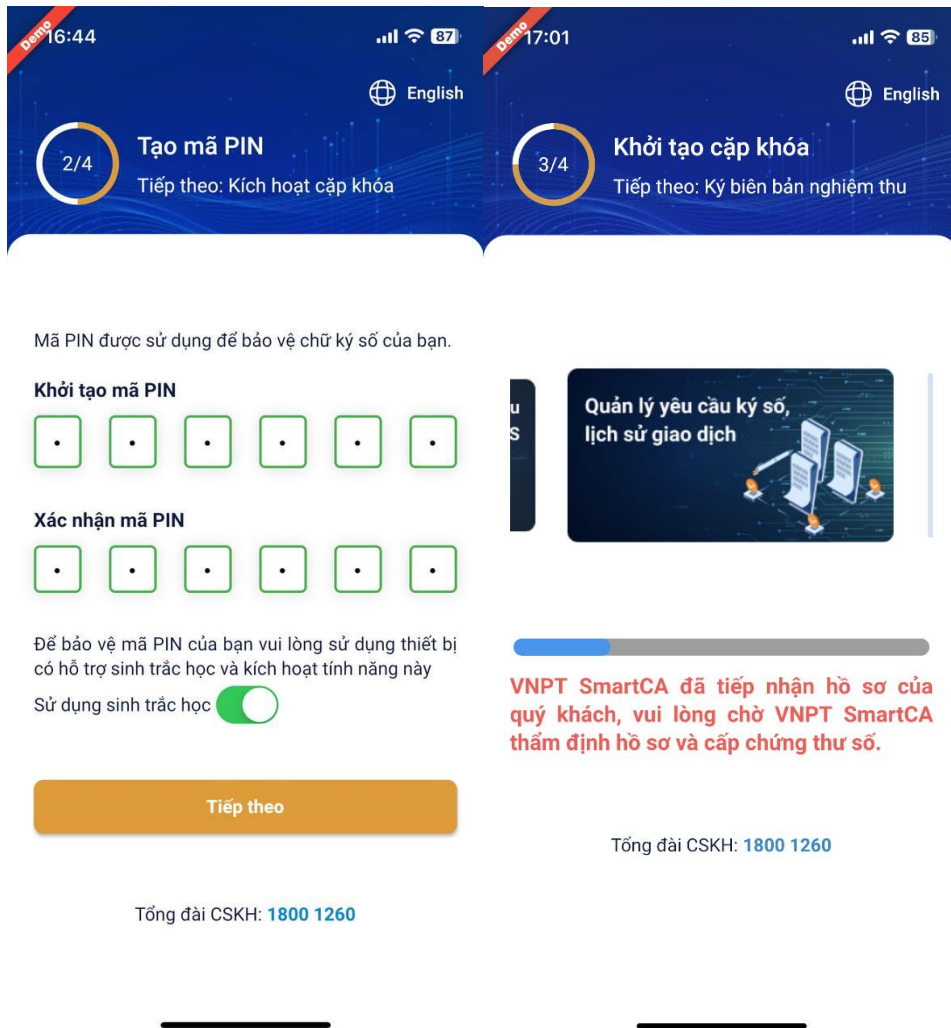 Demo
16:44
87
English
2/4
Tạo mã PIN
Tiếp theo: Kích hoạt cặp khóa
Mã PIN được sử dụng để bảo vệ chữ ký số của bạn.
Khởi tạo mã PIN
Xác nhận mã PIN
Để bảo vệ mã PIN của bạn vui lòng sử dụng thiết bị
có hỗ trợ sinh trắc học và kích hoạt tính năng này
Sử dụng sinh trắc học
Tiếp theo
Tổng đài CSKH: 1800 1260
Demo
17:01
85
English
3/4
Khởi tạo cặp khóa
Tiếp theo: Ký biên bản nghiệm thu
u
S
Quản lý yêu cầu ký số,
lịch sử giao dịch
VNPT SmartCA đã tiếp nhận hồ sơ của
quý khách, vui lòng chờ VNPT SmartCA
thẩm định hồ sơ và cấp chứng thư số.
Tổng đài CSKH: 1800 1260